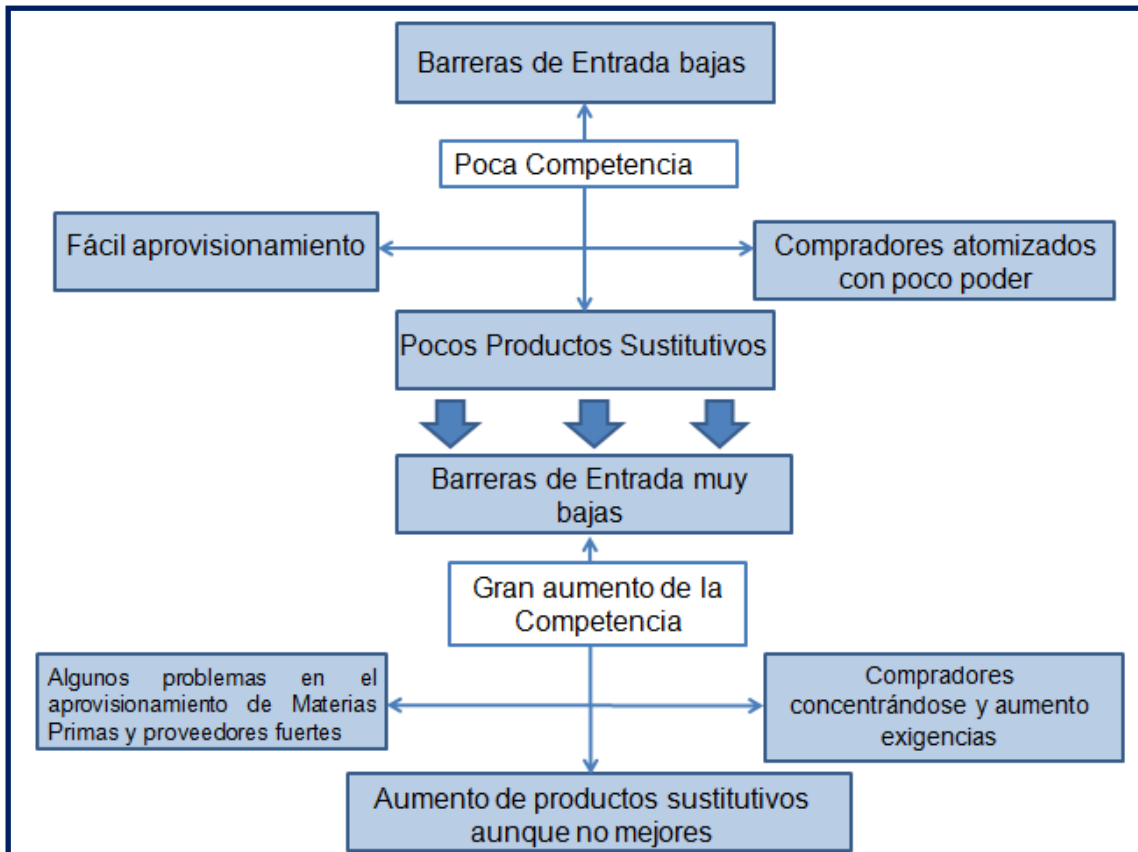 Barreras de Entrada bajas
Poca Competencia
Fácil aprovisionamiento
Compradores atomizados
con poco poder
Pocos Productos Sustitutivos
Barreras de Entrada muy
bajas
Gran aumento de la
Competencia
Algunos problemas en el
aprovisionamiento de Materias
Primas y proveedores fuertes
Compradores
concentrándose y aumento
exigencias
Aumento de productos sustitutivos
aunque no mejores